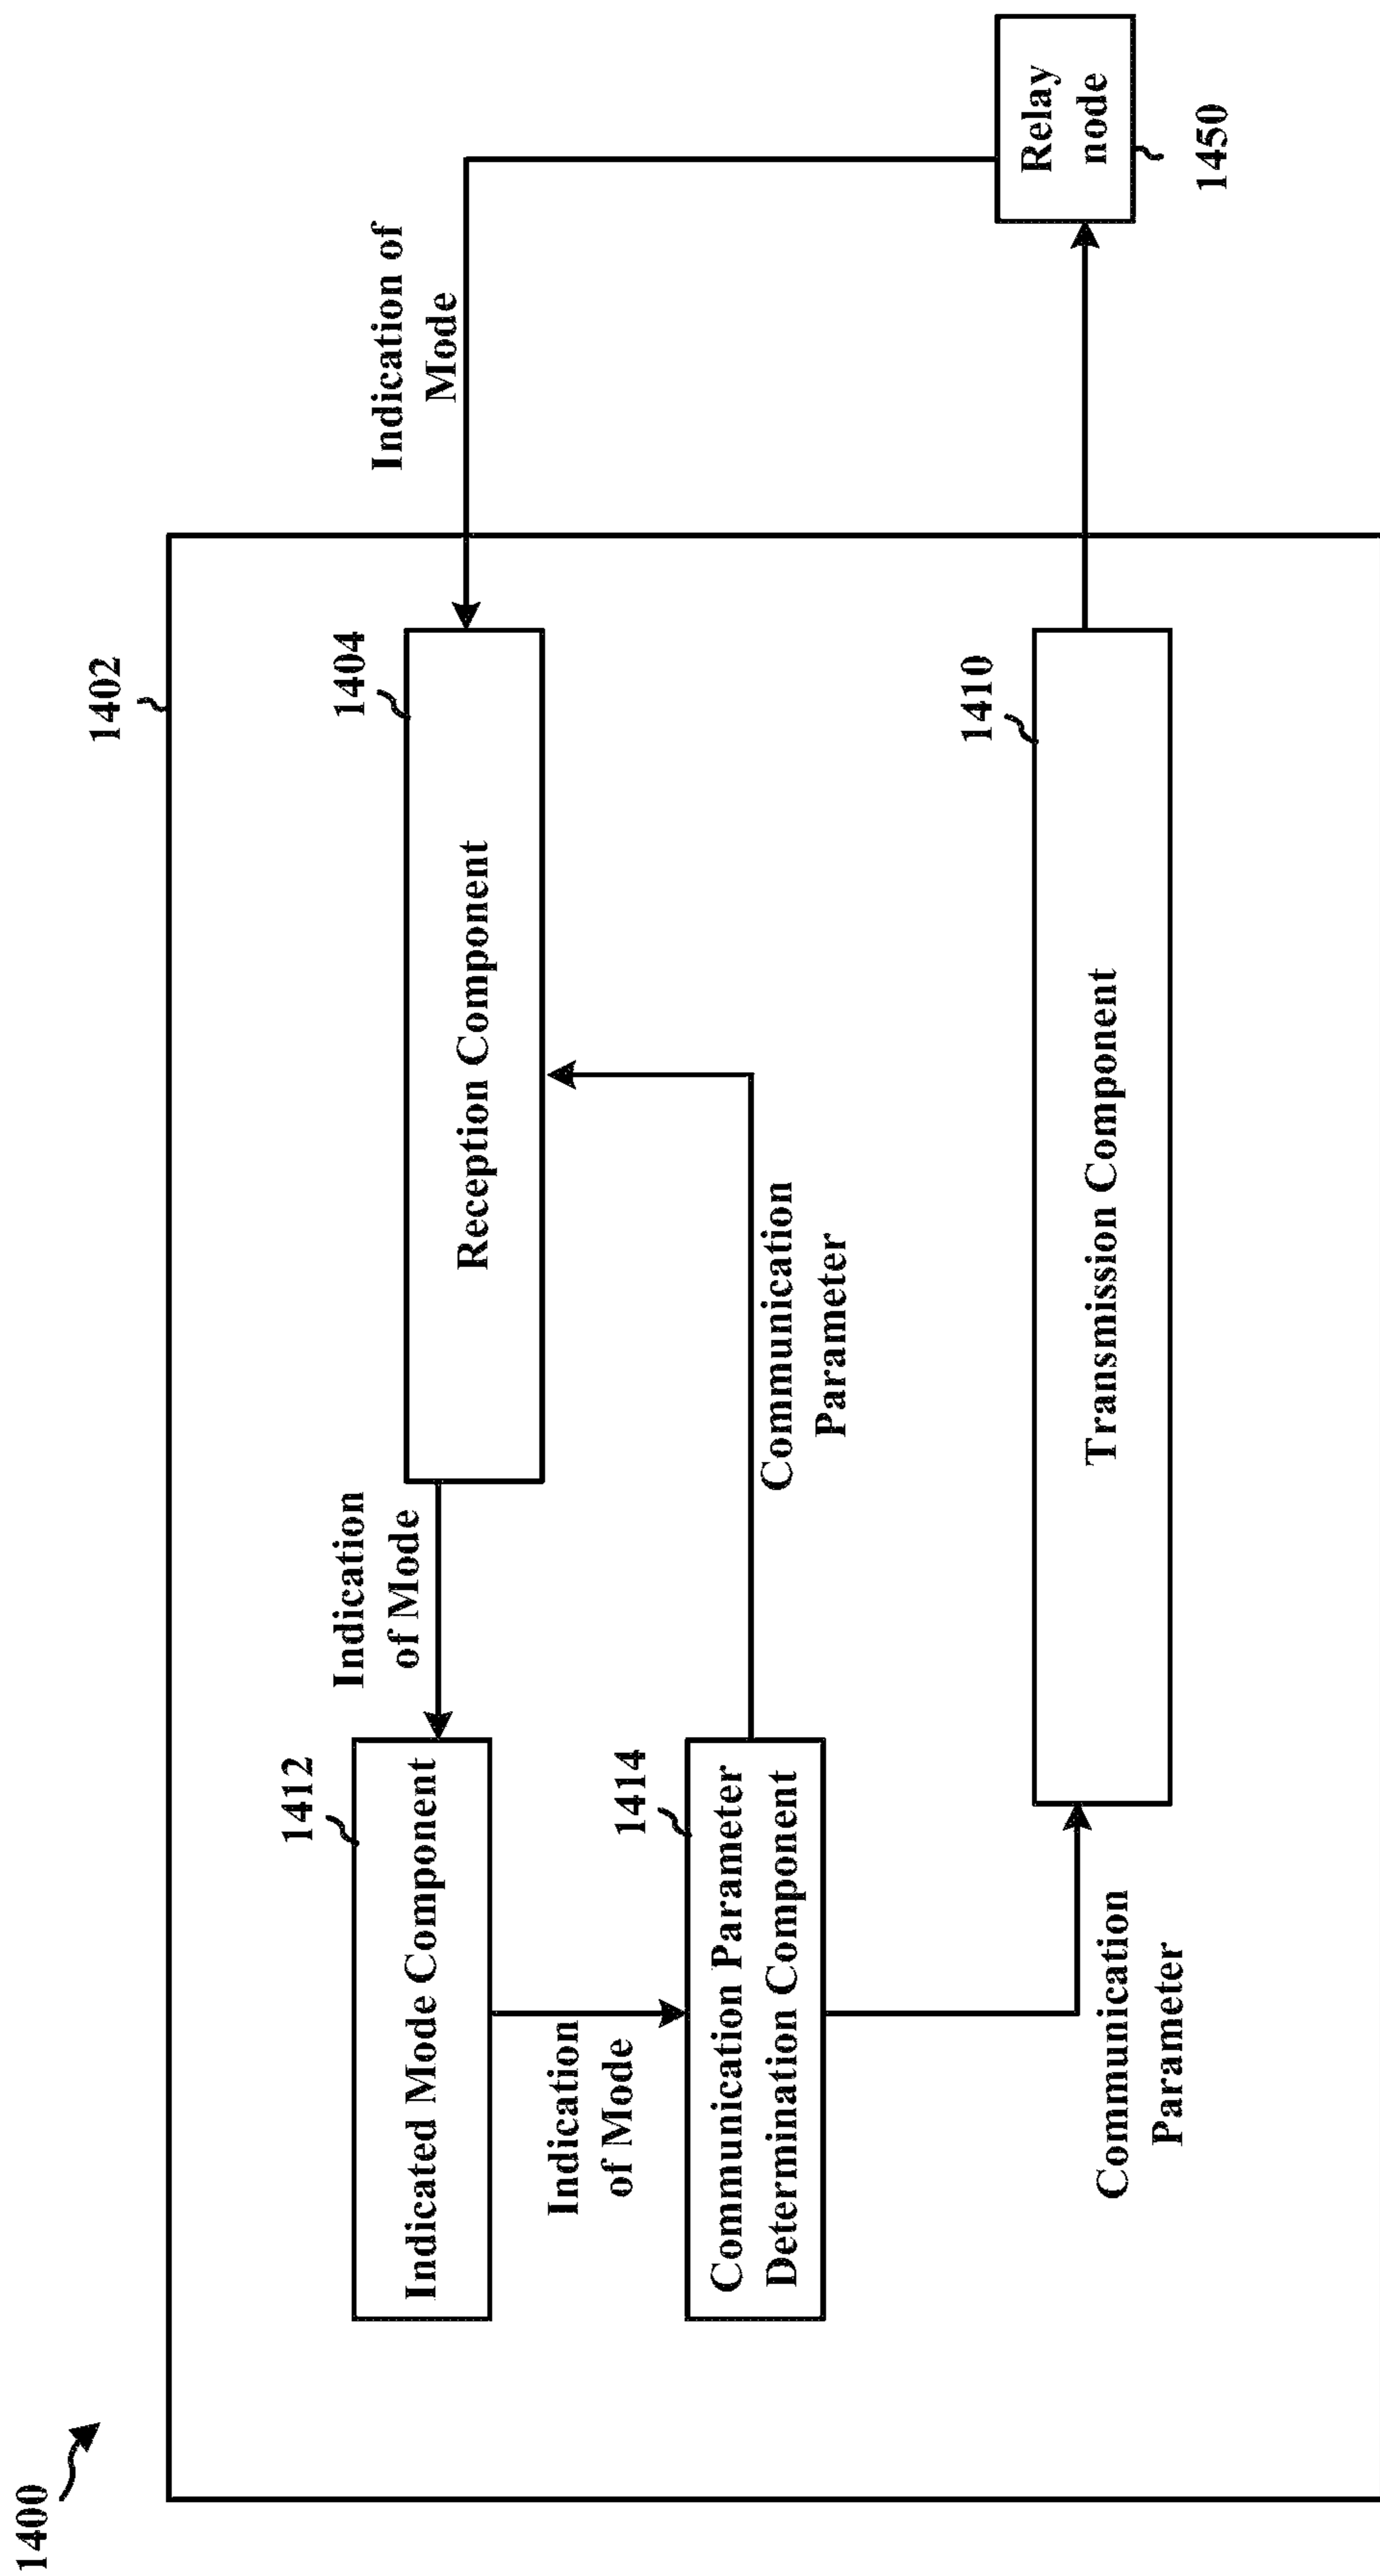 1400
1402
1412
Indicated Mode Component
Indication
of Mode
1404
Reception Component
Indication of
Mode
Indication
of Mode
1414
Communication Parameter
Determination Component
Communication
Parameter
Communication
Parameter
1410
Transmission Component
Relay
node
1450